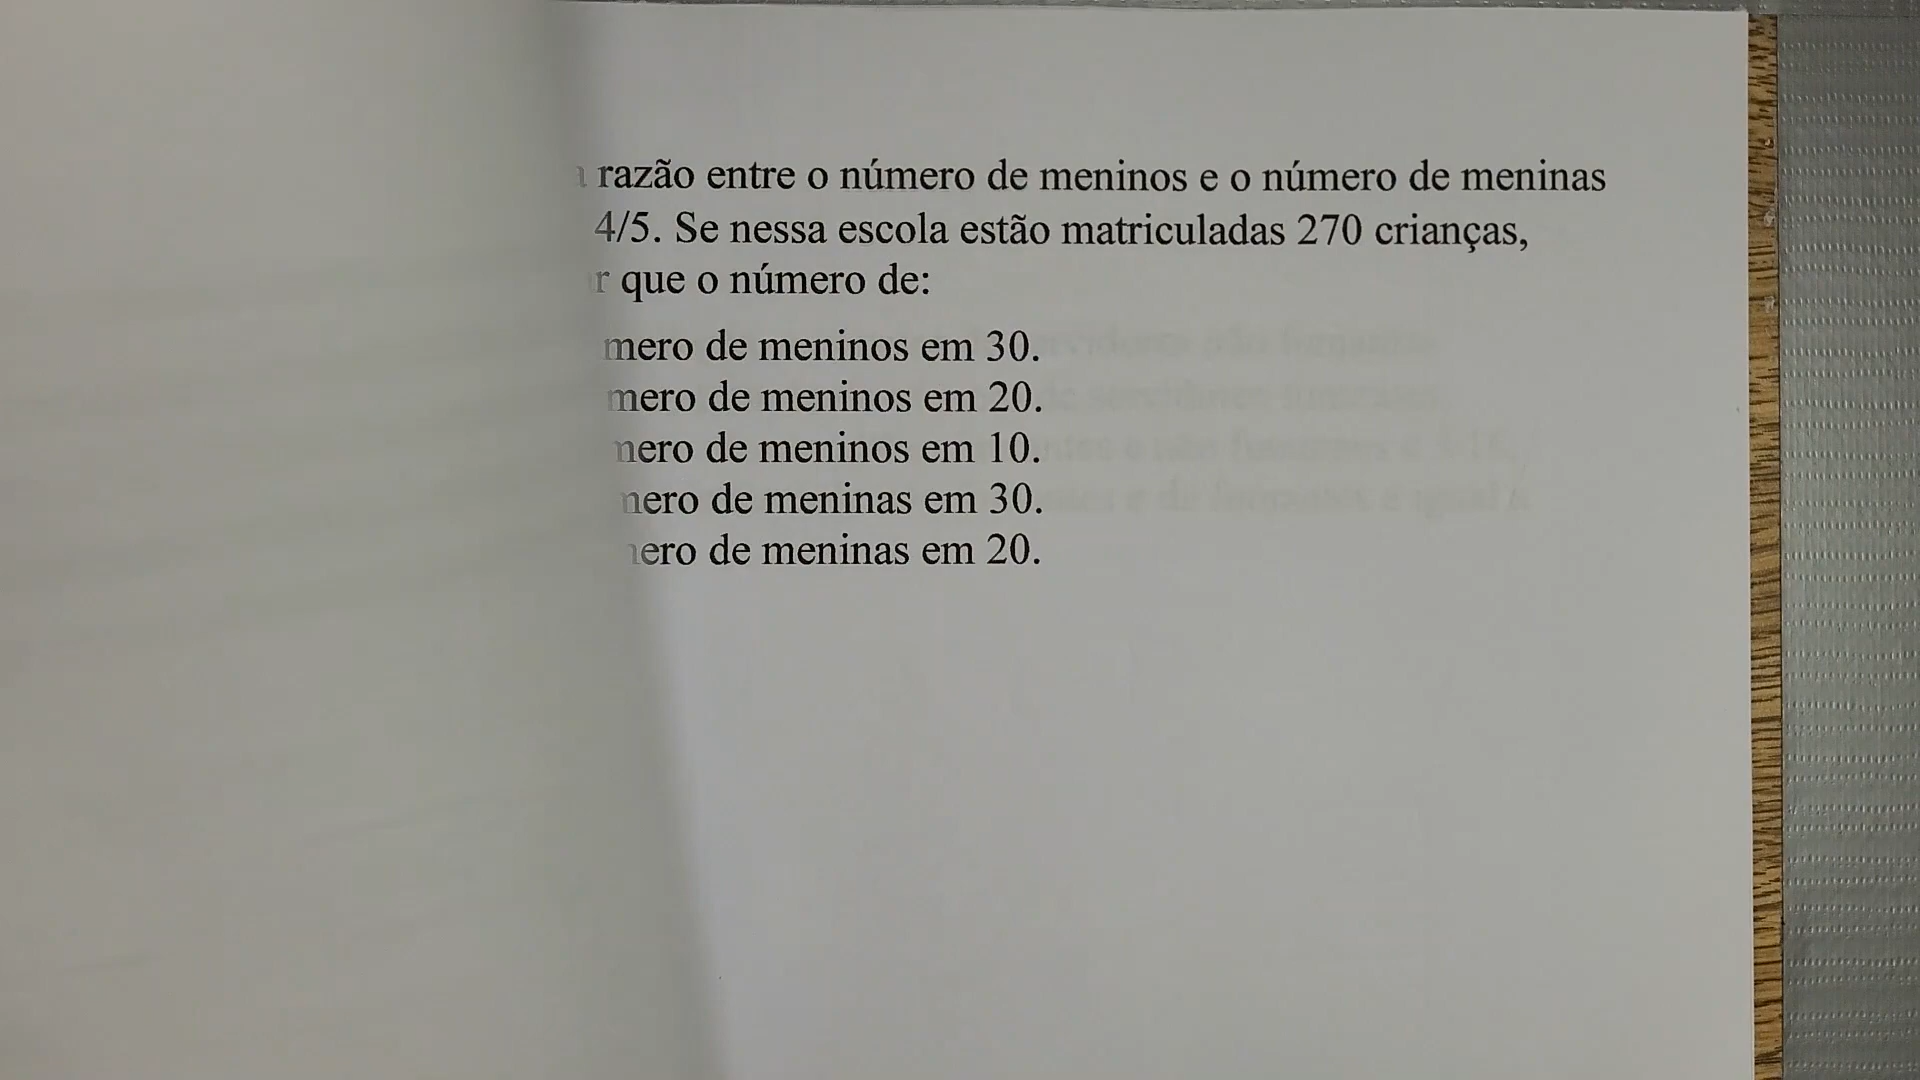 razão entre o número de meninos e o número de meninas
4/5. Se nessa escola estão matriculadas 270 crianças,
r que o número de:
mero de meninos em 30.
mero de meninos em 20.
nero de meninos em 10.
nero de meninas em 30.
ero de meninas em 20.